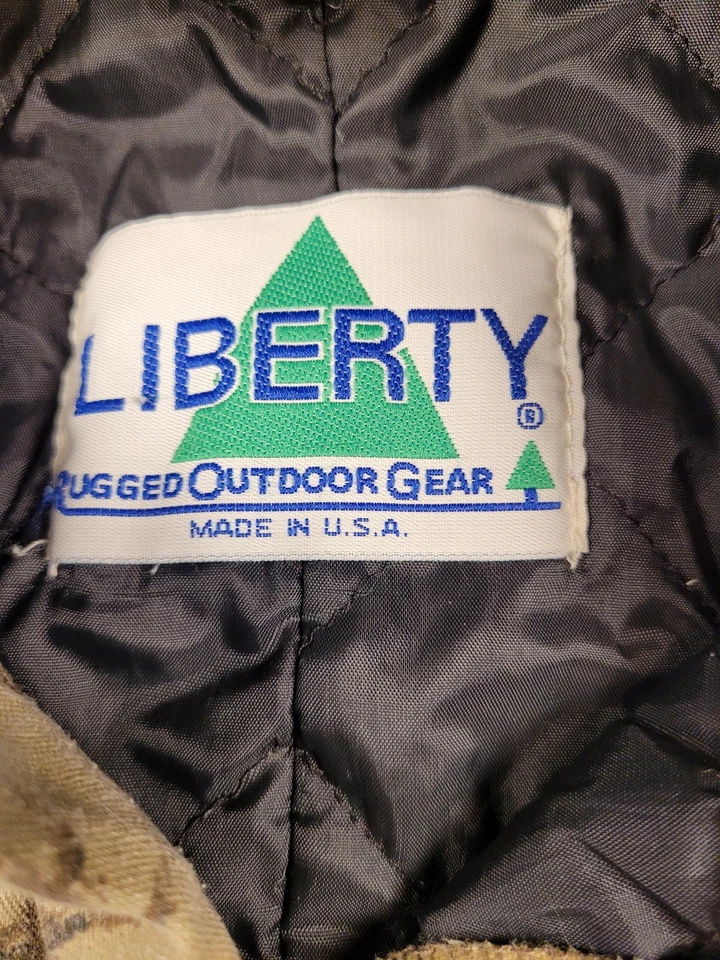 LIBERTY®
RUGGED OUTDOOR GEAR
MADE IN U.S.A.